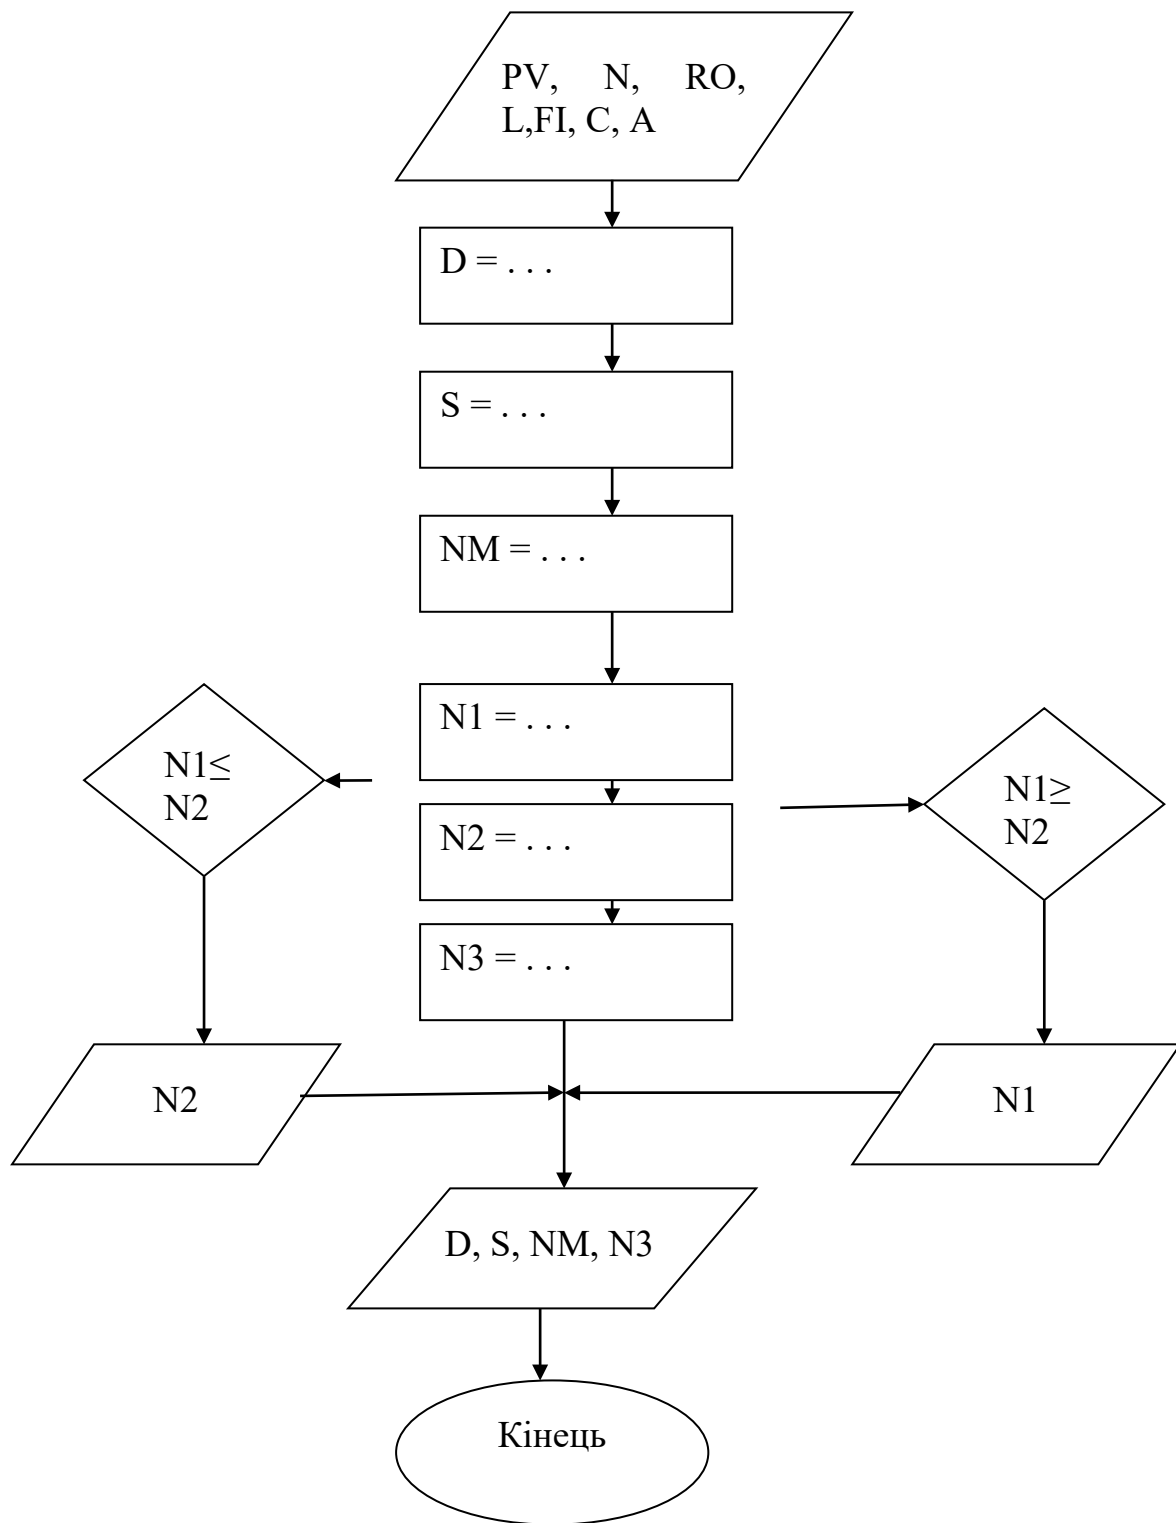 PV, N, RO,
L,FI, C, A
D = . . .
S = . . .
NM = . . .
N1 = . . .
N1≤
N2
N1≥
N2
N2 = . . .
N3 = . . .
N2
N1
D, S, NM, N3
Кінець